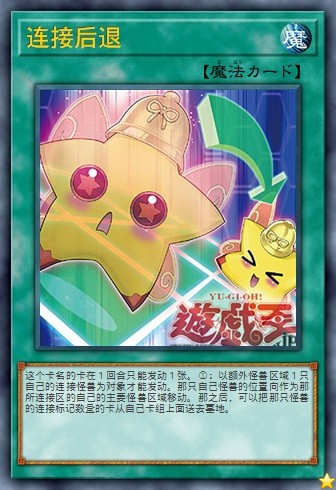 连接后退
魔
【魔法カード】
YU-GI-OH!
遊戯王
这个卡名的卡在1回合只能发动1张。①：以额外怪兽区域1只
自己的连接怪兽为对象才能发动。那只自己怪兽的位置向作为那
所连接区的自己的主要怪兽区域移动。那之后，可以把那只怪兽
的连接标记数量的卡从自己卡组上面送去墓地。